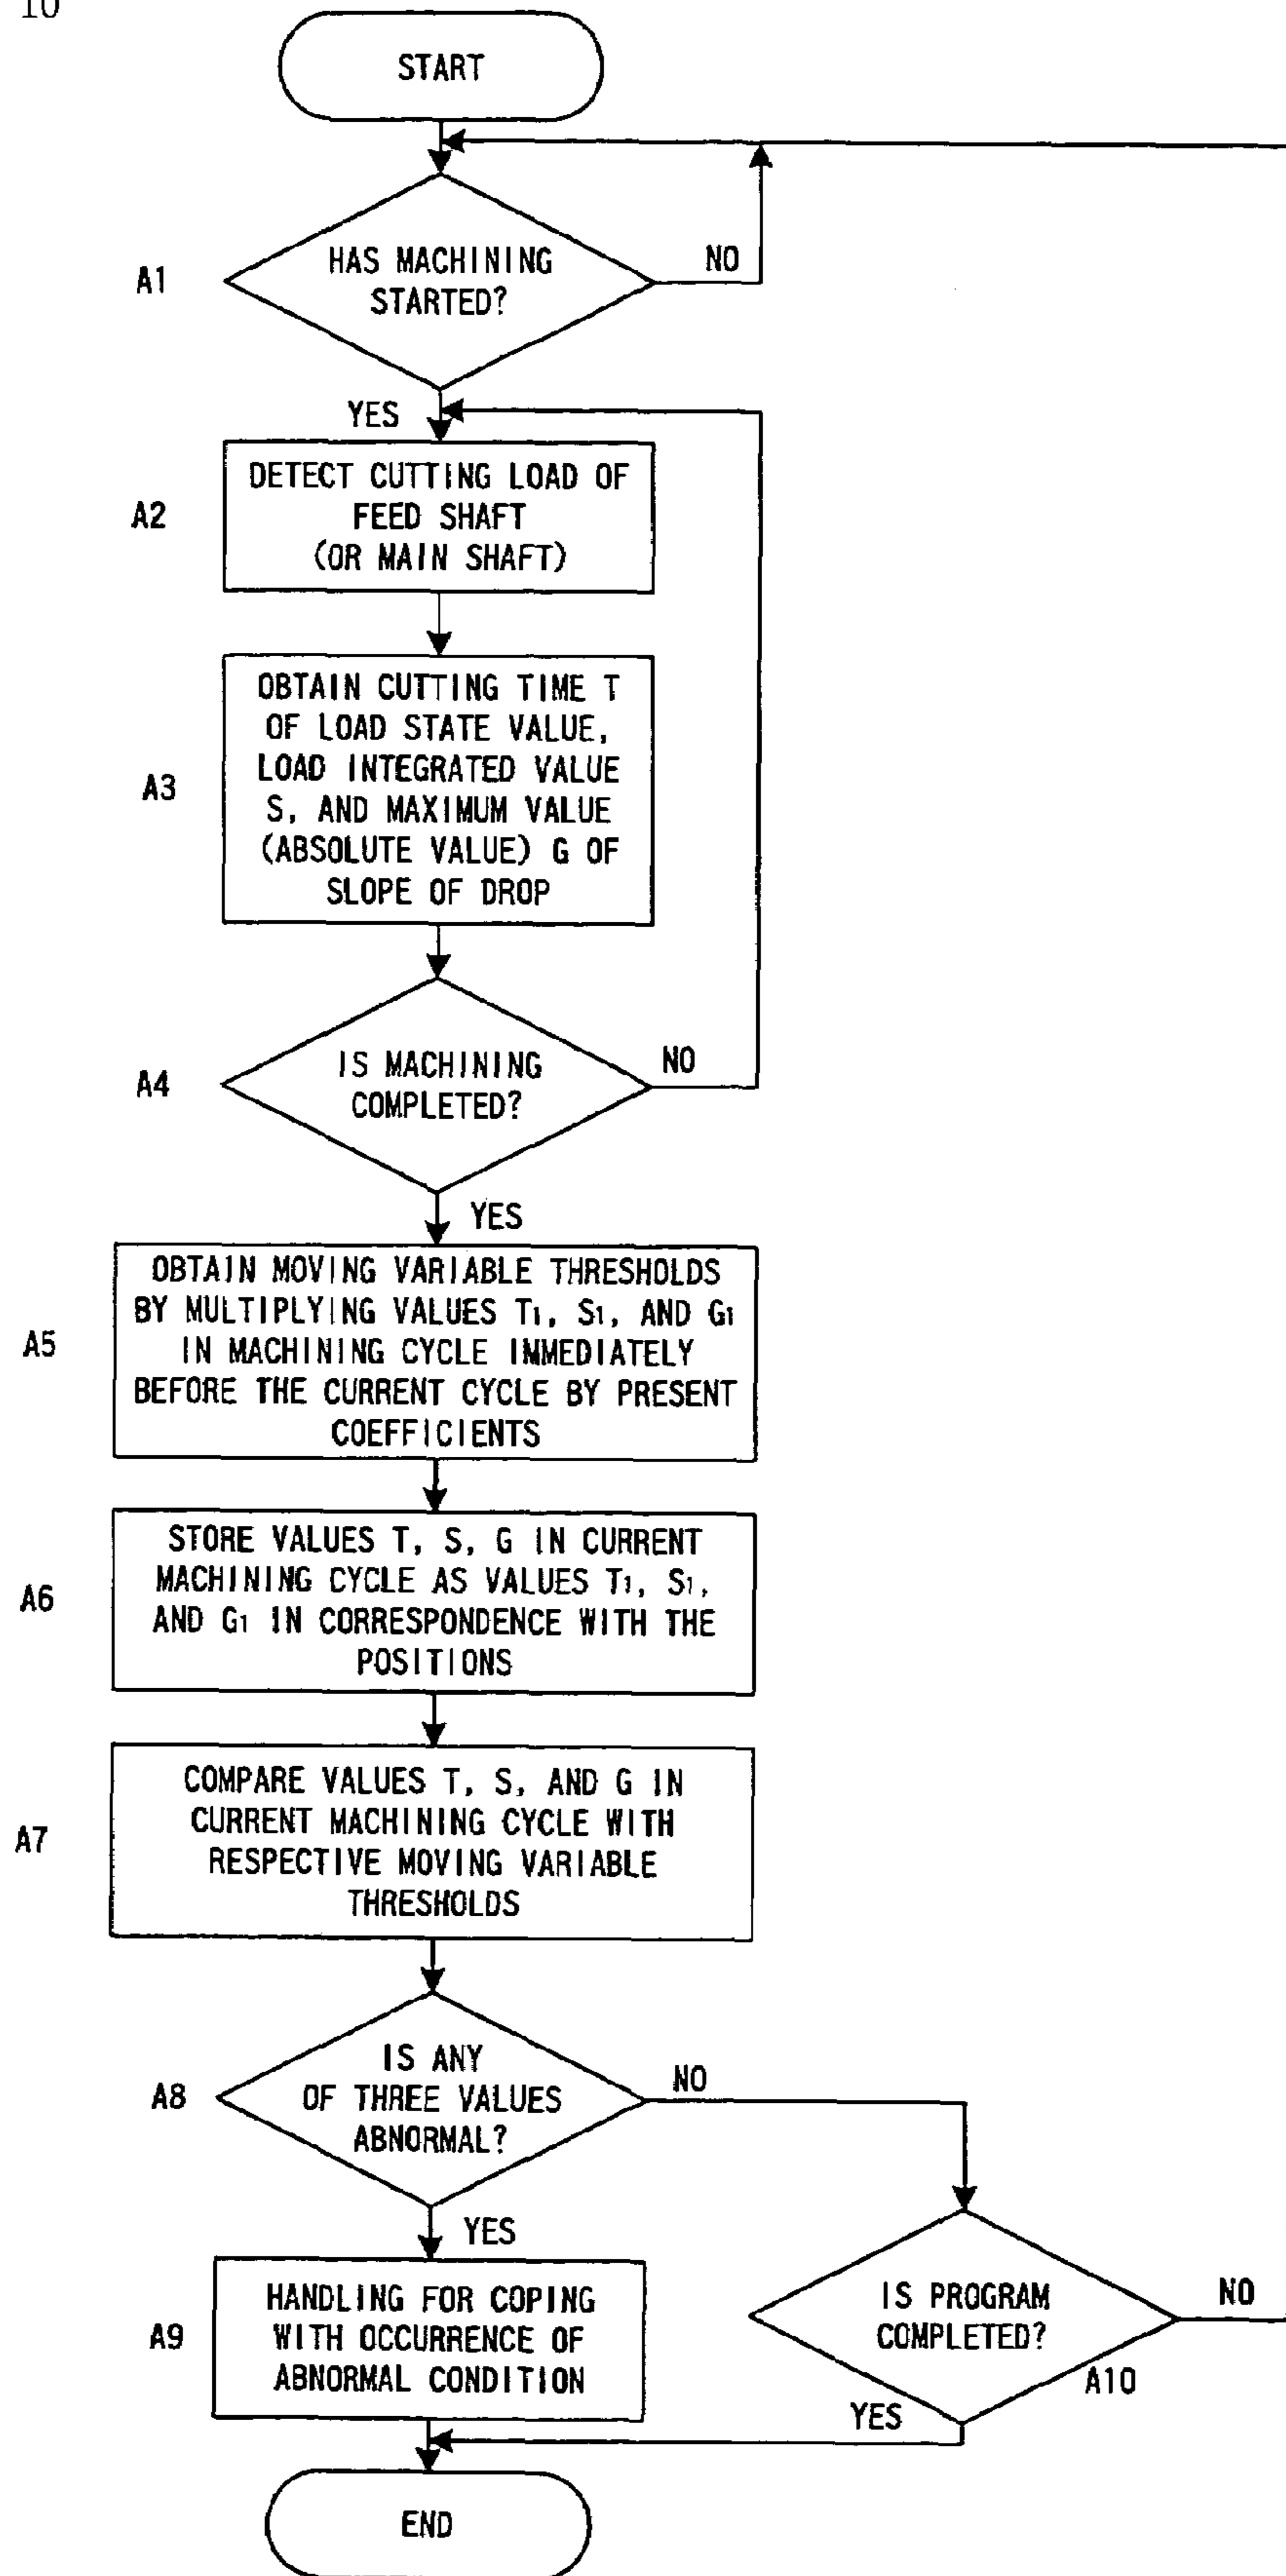 10
START
A1
HAS MACHINING
STARTED?
NO
YES
A2
DETECT CUTTING LOAD OF
FEED SHAFT
(OR MAIN SHAFT)
A3
OBTAIN CUTTING TIME T
OF LOAD STATE VALUE,
LOAD INTEGRATED VALUE
S, AND MAXIMUM VALUE
(ABSOLUTE VALUE) G OF
SLOPE OF DROP
A4
IS MACHINING
COMPLETED?
NO
YES
A5
OBTAIN MOVING VARIABLE THRESHOLDS
BY MULTIPLYING VALUES T1, S1, AND G1
IN MACHINING CYCLE IMMEDIATELY
BEFORE THE CURRENT CYCLE BY PRESENT
COEFFICIENTS
A6
STORE VALUES T, S, G IN CURRENT
MACHINING CYCLE AS VALUES T1, S1,
AND G1 IN CORRESPONDENCE WITH THE
POSITIONS
A7
COMPARE VALUES T, S, AND G IN
CURRENT MACHINING CYCLE WITH
RESPECTIVE MOVING VARIABLE
THRESHOLDS
A8
IS ANY
OF THREE VALUES
ABNORMAL?
NO
YES
A9
HANDLING FOR COPING
WITH OCCURRENCE OF
ABNORMAL CONDITION
IS PROGRAM
COMPLETED?
NO
A10
YES
END